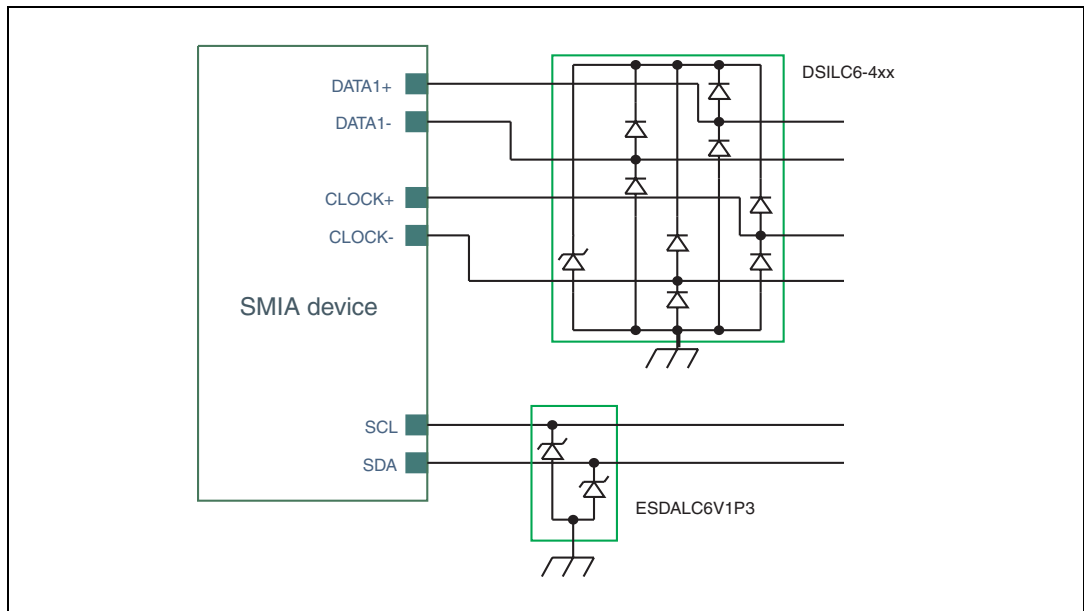 DSILC6-4xx
DATA1+
DATA1-
CLOCK+
CLOCK-
SMIA device
SCL
SDA
ESDALC6V1P3